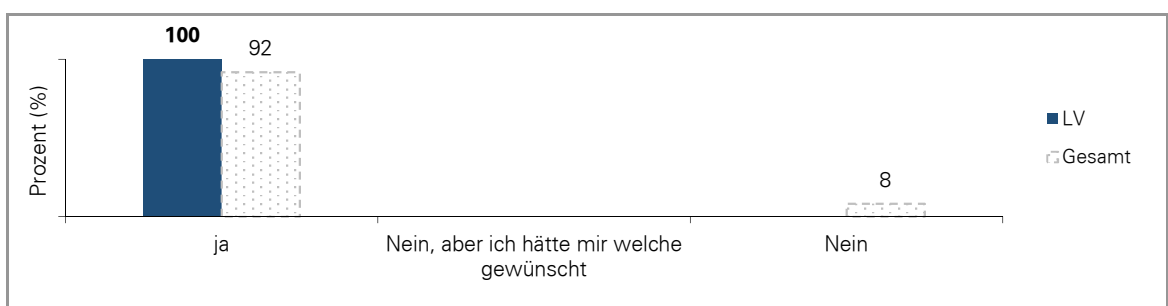 100
92
Prozent (%)
LV
Gesamt
8
ja
Nein, aber ich hätte mir welche
gewünscht
Nein